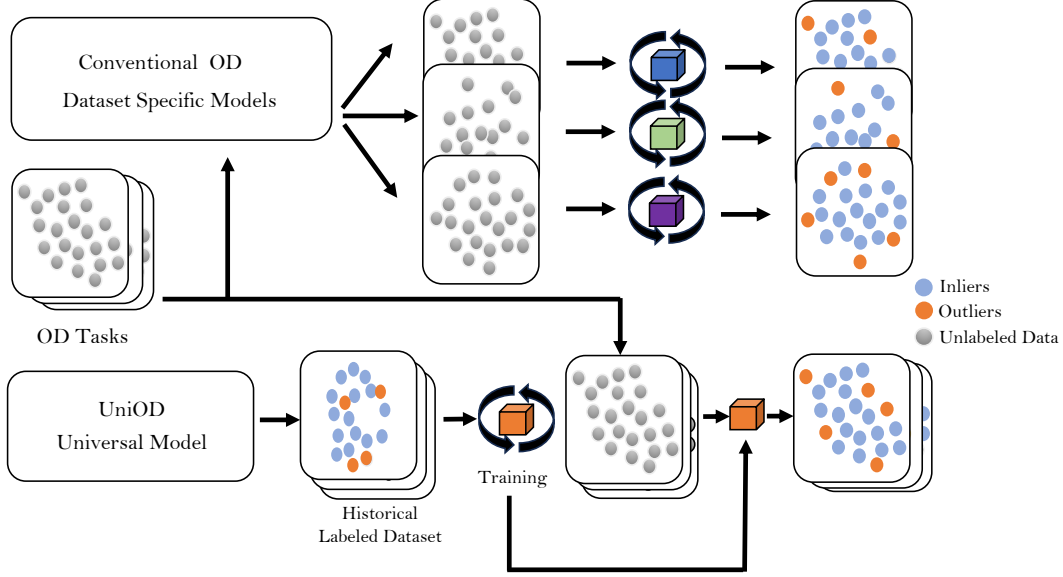 Conventional OD
Dataset Specific Models
Inliers
Outliers
Unlabeled Data
OD Tasks
UniOD
Universal Model
Training
Historical
Labeled Dataset